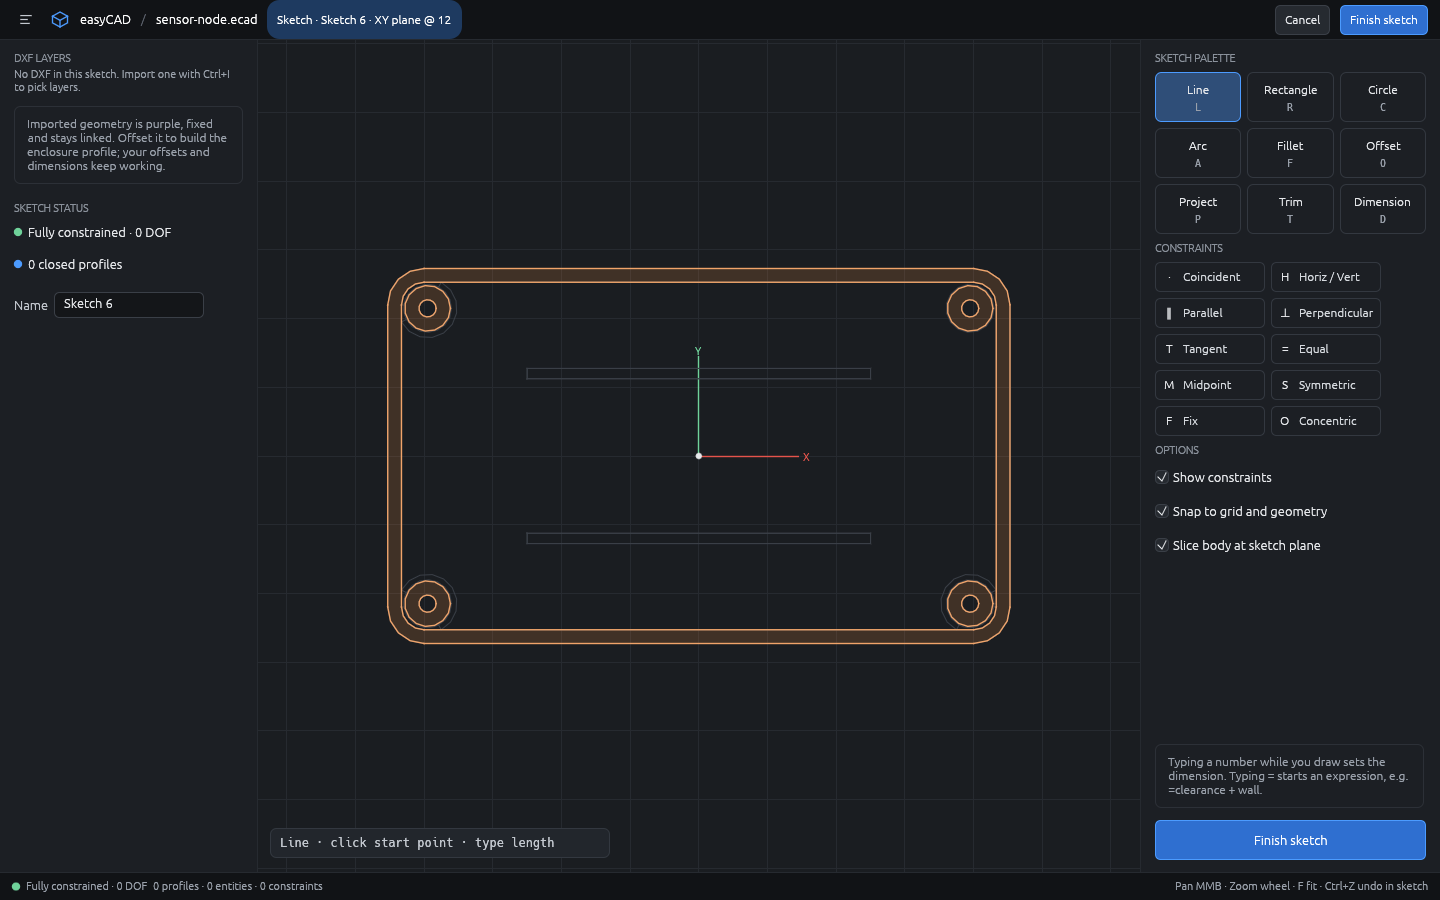 easyCAD / sensor-node.ecad Sketch · Sketch 6 · XY plane @ 12 Cancel Finish sketch
DXF LAYERS
No DXF in this sketch. Import one with Ctrl+I
to pick layers.
Imported geometry is purple, fixed
and stays linked. Offset it to build the
enclosure profile; your offsets and
dimensions keep working.
SKETCH STATUS
Fully constrained · 0 DOF
0 closed profiles
Name Sketch 6
Y
X
Line · click start point · type length
SKETCH PALETTE
Line Rectangle Circle
L R C
Arc Fillet Offset
A F O
Project Trim Dimension
P T D
CONSTRAINTS
· Coincident H Horiz / Vert
∥ Parallel ⊥ Perpendicular
T Tangent = Equal
M Midpoint S Symmetric
F Fix O Concentric
OPTIONS
Show constraints
Snap to grid and geometry
Slice body at sketch plane
Typing a number while you draw sets the
dimension. Typing = starts an expression, e.g.
=clearance + wall.
Finish sketch
Fully constrained · 0 DOF 0 profiles · 0 entities · 0 constraints Pan MMB · Zoom wheel · F fit · Ctrl+Z undo in sketch